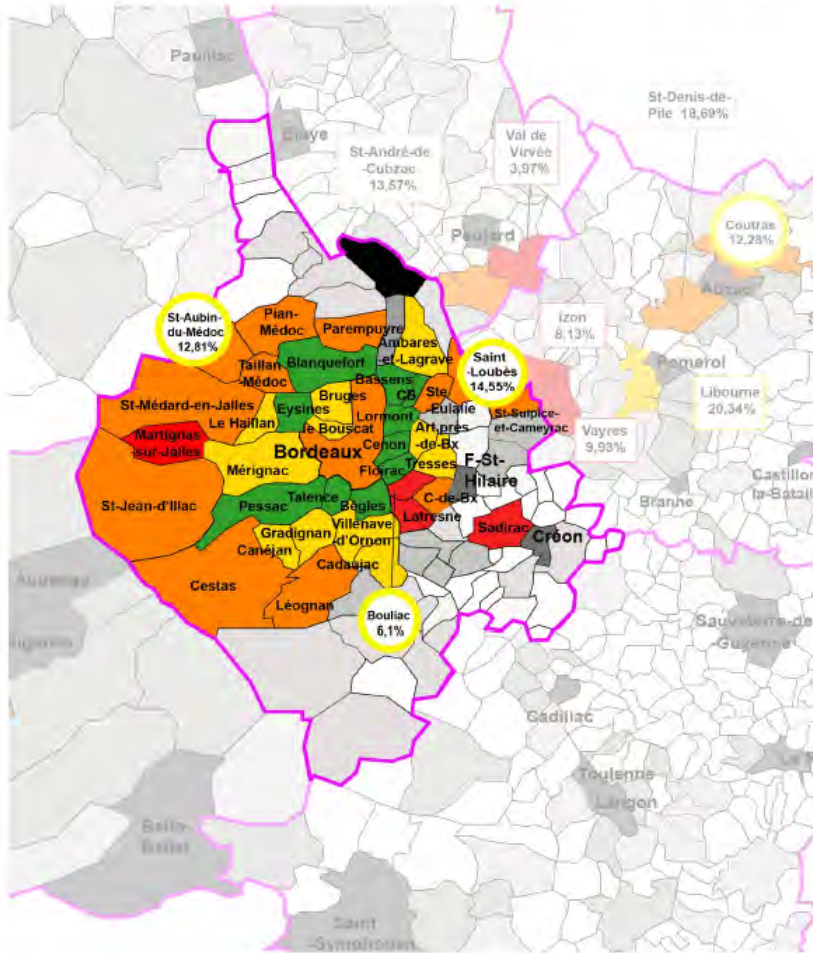 Pauillac
Blaye
St-André-de
-Cubzac
13,57%
Val de
Virvée
3,97%
St-Denis-de-
Pile 18,69%
Peujard
Coutras
12,28%
St-Aubin-
du-Médoc
12,81%
Pian-
Médoc
Parempuyre
Ambares
-et-Lagrave
Izon
8,13%
Pomerol
Taillan
-Médoc
Blanquefort
Bassens
Saint
-Loubès
14,55%
Libourne
20,34%
St-Médard-en-Jalles
Bruges
CB
Ste
-Eulalie
Eysines
Lormont
St-Sulpice-
et-Cameyrac
Le Haillan
le Bouscat
Art.pres
-de-Bx
Vayres
9,93%
Martignas
-sur-Jalles
Bordeaux
Cenon
F-St-
Hilaire
Mérignac
Floirac
Tresses
Castillon
la-Batail
St-Jean-d'Illac
Pessac
Talence
Bègles
C-de-Bx
Latresne
Sadirac
Créon
Branne
Gradignan
Villenave
-d'Ornon
Canéjan
Cadaujac
Cestas
Léognan
Bouliac
6,1%
Sauveterre-de
-Guyenne
Cadillac
Toulenne
Langon
Belin-
Beliet
Saint
-Symphorien